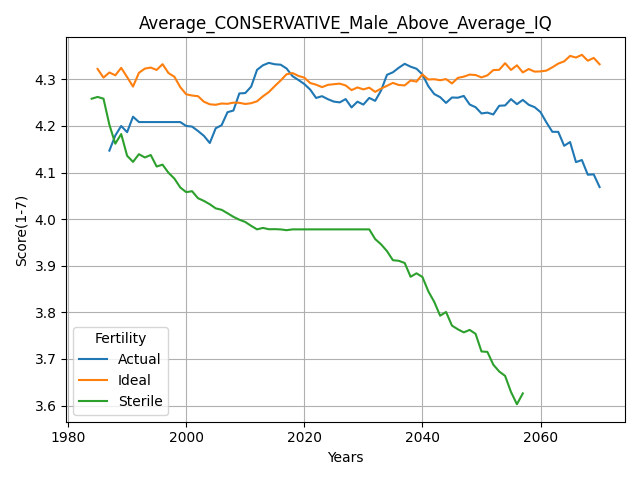 Average_CONSERVATIVE_Male_Above_Average_IQ
Score(1-7)
4.3
4.2
4.1
4.0
3.9
3.8
3.7
3.6
Fertility
Actual
Ideal
Sterile
1980
2000
2020
2040
2060
Years